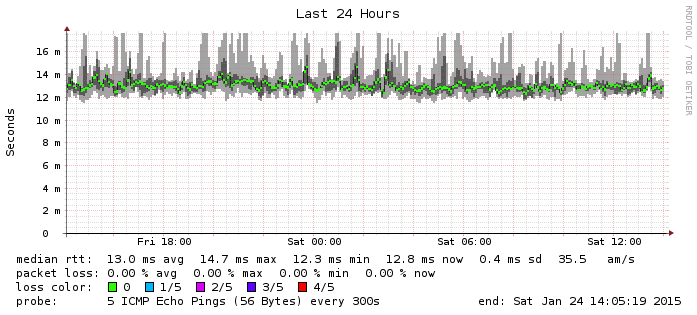 Last 24 Hours
RRDTOOL / TOBI OETIKER
Seconds
16 m
14 m
12 m
10 m
8 m
6 m
4 m
2 m
0
Fri 18:00 Sat 00:00 Sat 06:00 Sat 12:00
median rtt: 13.0 ms avg 14.7 ms max 12.3 ms min 12.8 ms now 0.4 ms sd 35.5 am/s
packet loss: 0.00 % avg 0.00 % max 0.00 % min 0.00 % now
loss color: 0 1/5 2/5 3/5 4/5
probe: 5 ICMP Echo Pings (56 Bytes) every 300s end: Sat Jan 24 14:05:19 2015